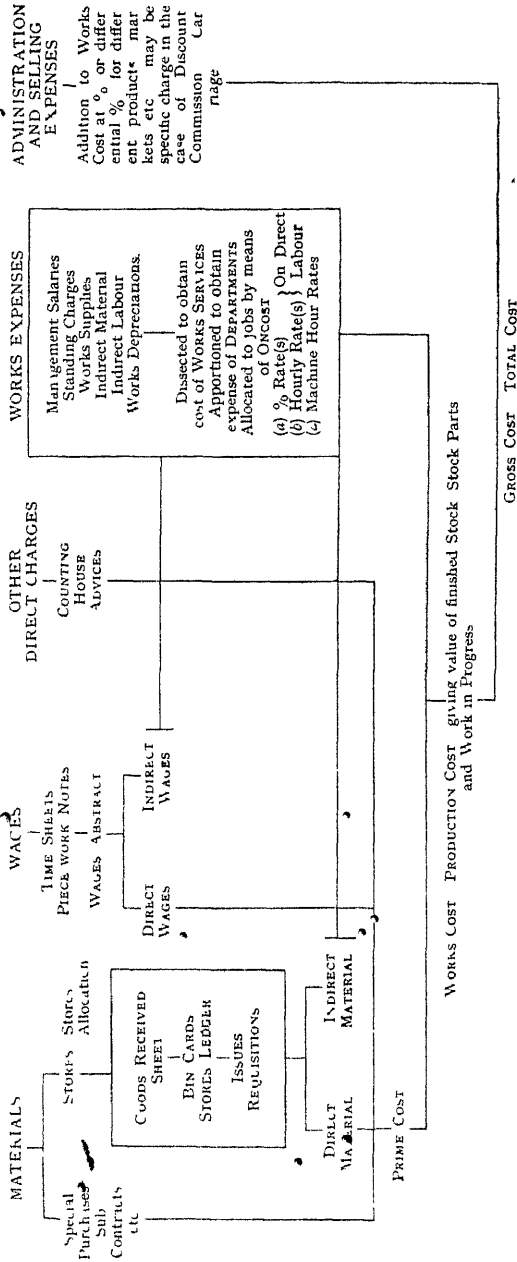 MATERIALS
Special
Purchases
Sub
Contracts
etc
STORES Stores
Allocation
GOODS RECEIVED
SHEET
BIN CARDS
STORES LEDGER
ISSUES
REQUISITIONS
DIRECT
MATERIAL
INDIRECT
MATERIAL
PRIME COST
WAGES
TIME SHEETS
PIECE WORK NOTES
WAGES ABSTRACT
DIRECT
WAGES
INDIRECT
WAGES
OTHER
DIRECT CHARGES
COUNTING
HOUSE
ADVICES
WORKS EXPENSES
Management Salaries
Standing Charges
Works Supplies
Indirect Material
Indirect Labour
Works Depreciations.
Dissected to obtain
cost of WORKS SERVICES
Apportioned to obtain
expense of DEPARTMENTS
Allocated to jobs by means
of ONCOST
(a) % Rate(s) } On Direct
(b) Hourly Rate(s) } Labour
(c) Machine Hour Rates
ADMINISTRATION
AND SELLING
EXPENSES
Addition to Works
Cost at % or differ
ential % for differ
ent products mar
kets etc may be
specific charge in the
case of Discount
Commission Car
riage
WORKS COST PRODUCTION COST giving value of finished Stock Stock Parts
and Work in Progress
GROSS COST TOTAL COST